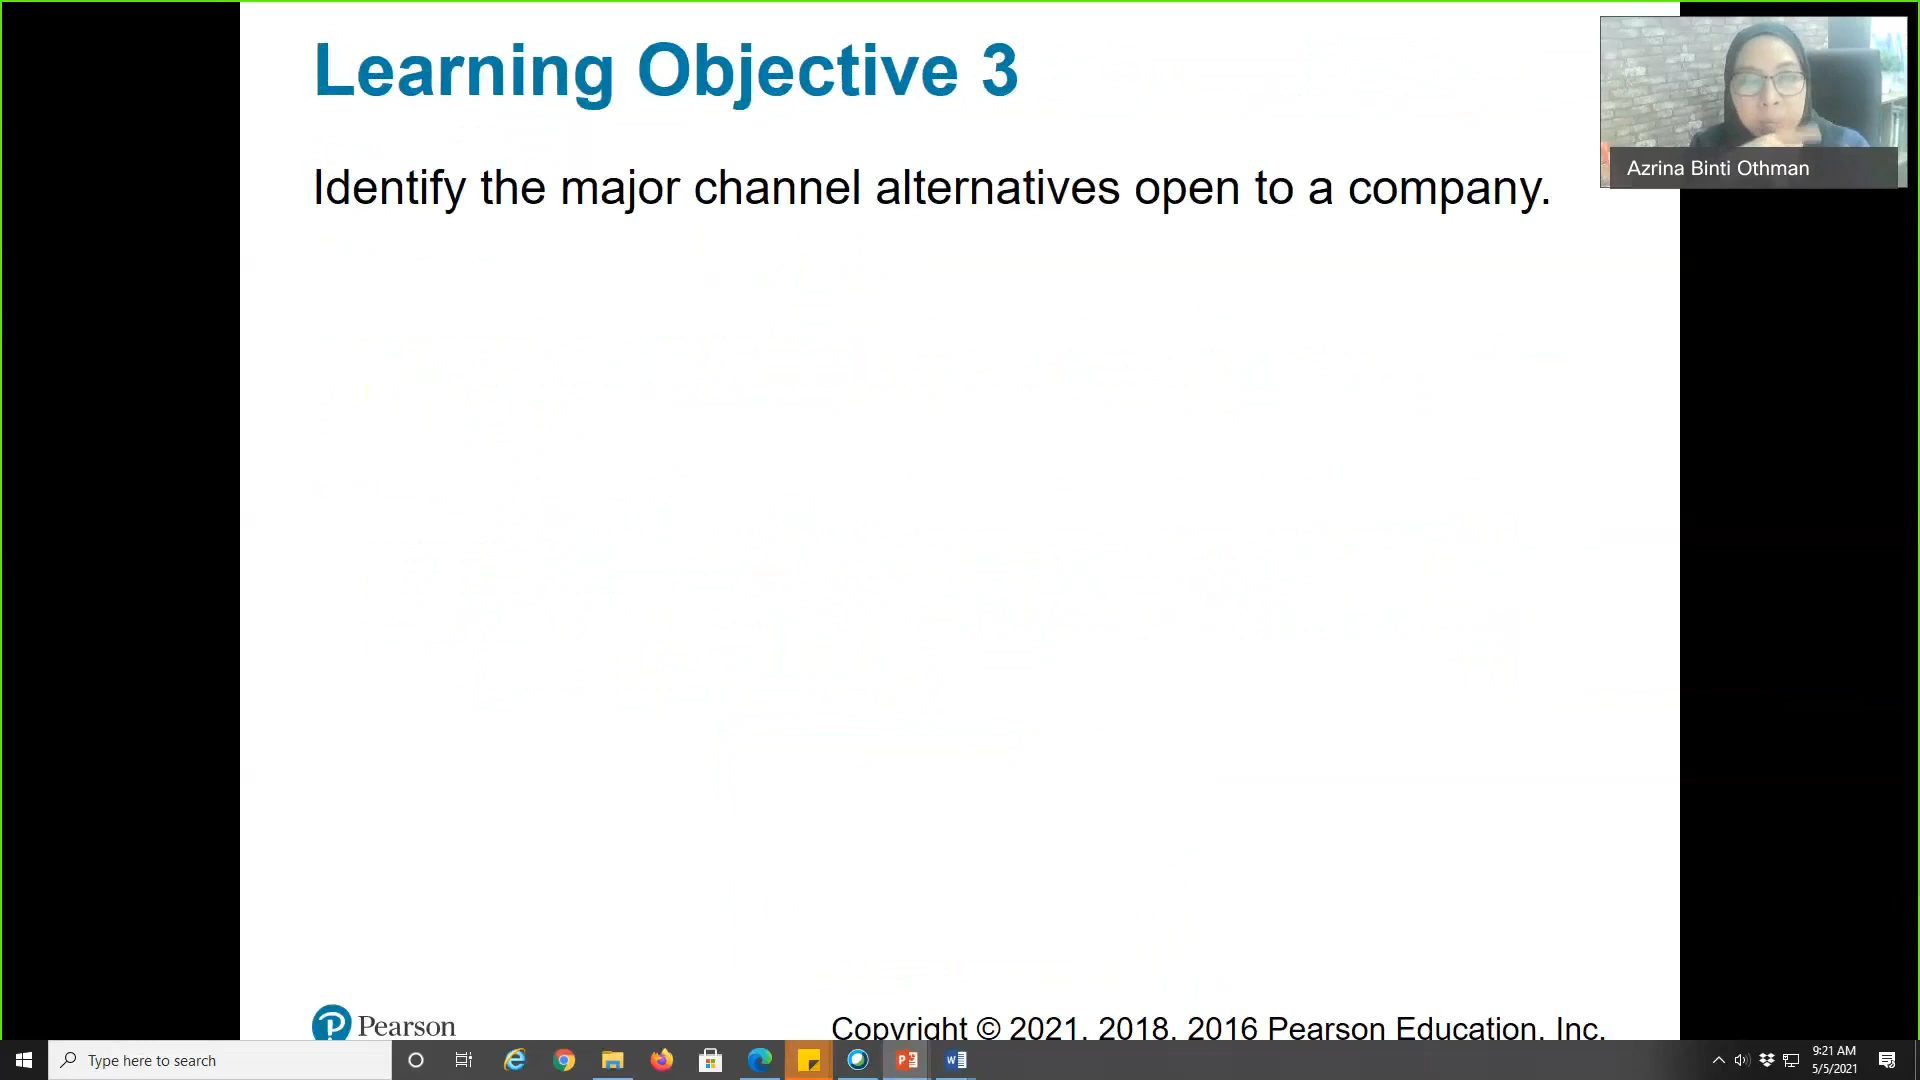 Learning Objective 3
Azrina Binti Othman
Identify the major channel alternatives open to a company.
Pearson
Copyright © 2021, 2018, 2016 Pearson Education, Inc.
Type here to search
9:21 AM
5/5/2021